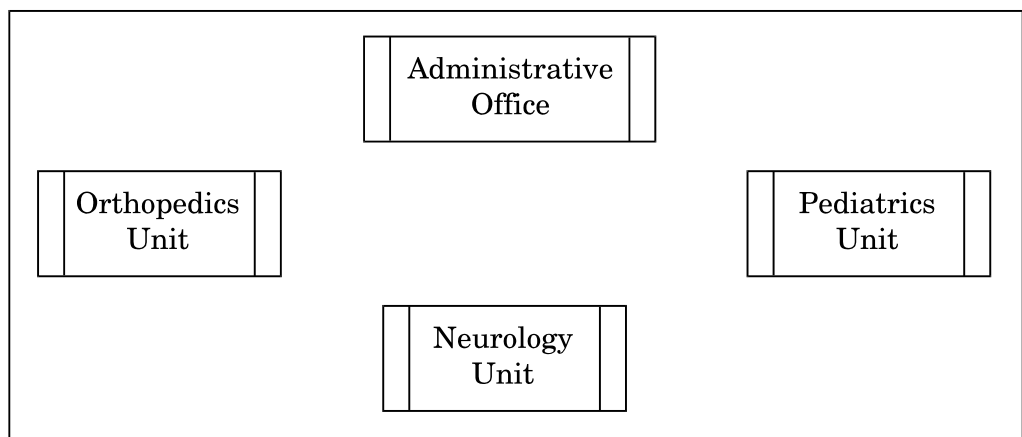 Administrative
Office
Orthopedics
Unit
Pediatrics
Unit
Neurology
Unit